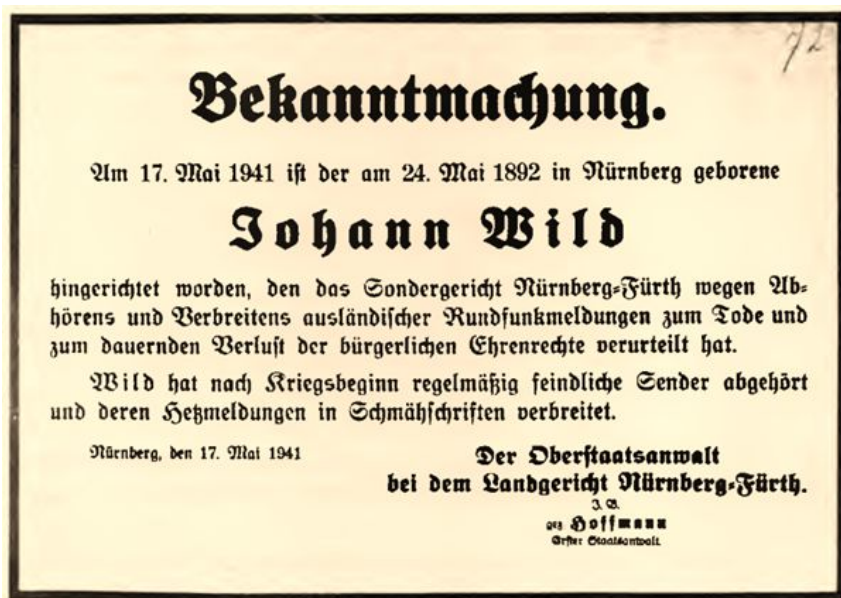 72
Bekanntmachung.
Am 17. Mai 1941 ist der am 24. Mai 1892 in Nürnberg geborene
Johann Wild
hingerichtet worden, den das Sondergericht Nürnberg-Fürth wegen Ab-
hörens und Verbreitens ausländischer Rundfunkmeldungen zum Tode und
zum dauernden Verlust der bürgerlichen Ehrenrechte verurteilt hat.
Wild hat nach Kriegsbeginn regelmäßig feindliche Sender abgehört
und deren Hetzmeldungen in Schmähschriften verbreitet.
Nürnberg, den 17. Mai 1941
Der Oberstaatsanwalt
bei dem Landgericht Nürnberg-Fürth.
J. V.
gez Hoffmann
Erster Staatsanwalt.